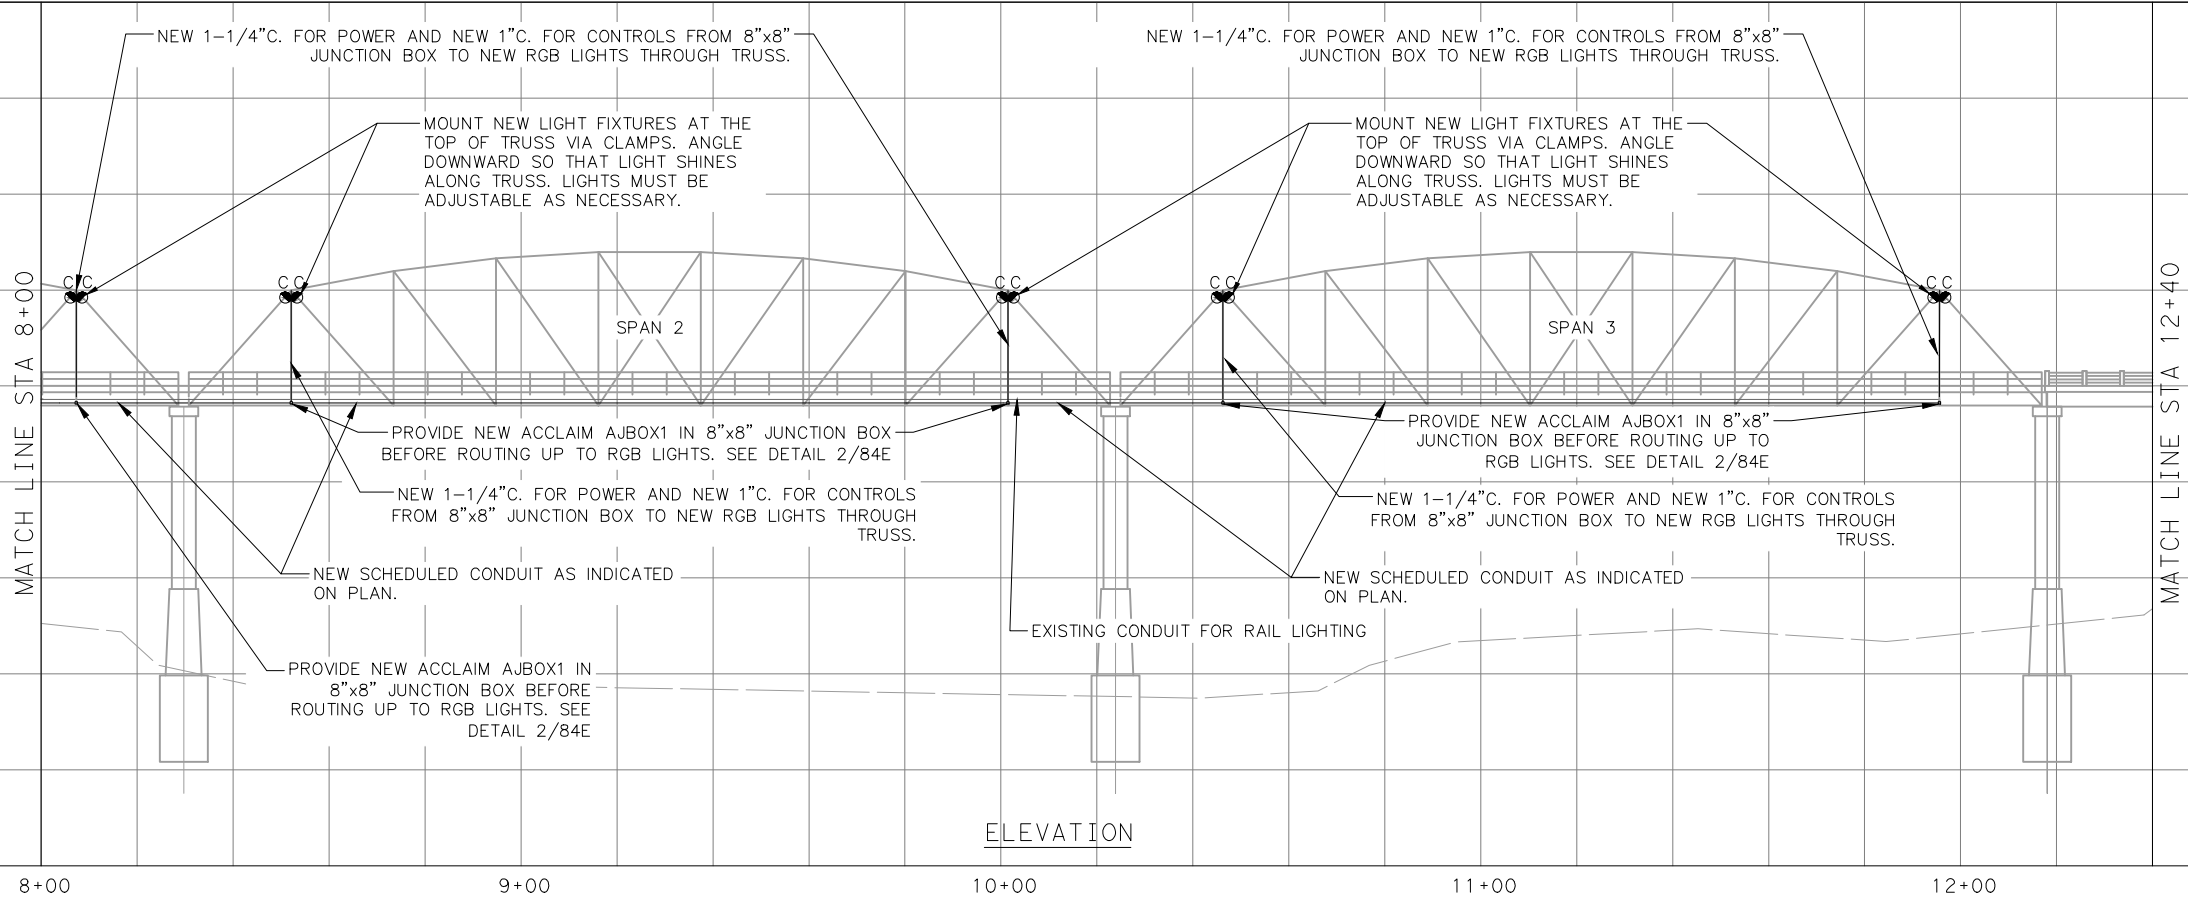 NEW 1-1/4"C. FOR POWER AND NEW 1"C. FOR CONTROLS FROM 8"x8"
JUNCTION BOX TO NEW RGB LIGHTS THROUGH TRUSS.
NEW 1-1/4"C. FOR POWER AND NEW 1"C. FOR CONTROLS FROM 8"x8"
JUNCTION BOX TO NEW RGB LIGHTS THROUGH TRUSS.
MOUNT NEW LIGHT FIXTURES AT THE
TOP OF TRUSS VIA CLAMPS. ANGLE
DOWNWARD SO THAT LIGHT SHINES
ALONG TRUSS. LIGHTS MUST BE
ADJUSTABLE AS NECESSARY.
MOUNT NEW LIGHT FIXTURES AT THE
TOP OF TRUSS VIA CLAMPS. ANGLE
DOWNWARD SO THAT LIGHT SHINES
ALONG TRUSS. LIGHTS MUST BE
ADJUSTABLE AS NECESSARY.
C C
C C
C C
C C
C C
MATCH LINE STA 8+00
SPAN 2
SPAN 3
MATCH LINE STA 12+40
PROVIDE NEW ACCLAIM AJBOX1 IN 8"x8" JUNCTION BOX
BEFORE ROUTING UP TO RGB LIGHTS. SEE DETAIL 2/84E
PROVIDE NEW ACCLAIM AJBOX1 IN 8"x8"
JUNCTION BOX BEFORE ROUTING UP TO
RGB LIGHTS. SEE DETAIL 2/84E
NEW 1-1/4"C. FOR POWER AND NEW 1"C. FOR CONTROLS
FROM 8"x8" JUNCTION BOX TO NEW RGB LIGHTS THROUGH
TRUSS.
NEW 1-1/4"C. FOR POWER AND NEW 1"C. FOR CONTROLS
FROM 8"x8" JUNCTION BOX TO NEW RGB LIGHTS THROUGH
TRUSS.
NEW SCHEDULED CONDUIT AS INDICATED
ON PLAN.
NEW SCHEDULED CONDUIT AS INDICATED
ON PLAN.
EXISTING CONDUIT FOR RAIL LIGHTING
PROVIDE NEW ACCLAIM AJBOX1 IN
8"x8" JUNCTION BOX BEFORE
ROUTING UP TO RGB LIGHTS. SEE
DETAIL 2/84E
ELEVATION
8+00
9+00
10+00
11+00
12+00